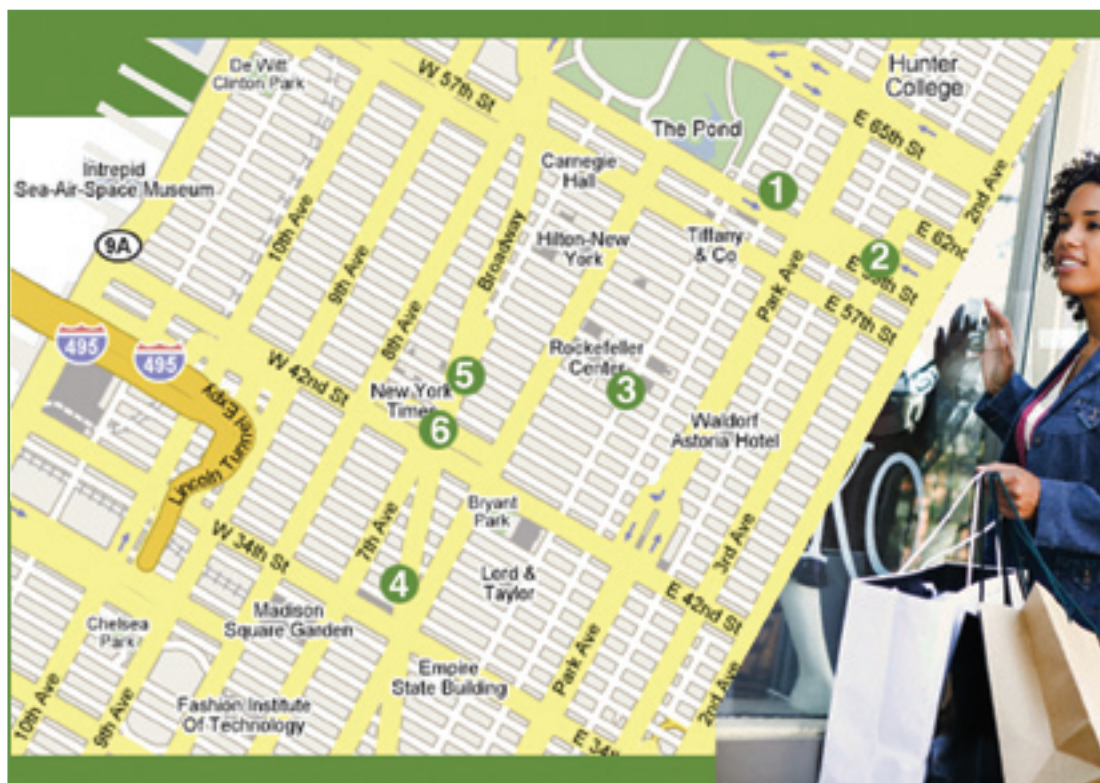 De Witt
Clinton Park
W 57th St
Hunter
College
The Pond
E 65th St
Intrepid
Sea-Air-Space Museum
Carnegie
Hall
1
2nd Ave
9A
10th Ave
Broadway
Hilton-New
York
Tiffany
& Co
2
E 62nd
9th Ave
Park Ave
E 57th St
495
495
8th Ave
W 42nd St
New York
Times
5
Rockefeller
Center
3
6
Lincoln Tunnel Expy
Waldorf
Astoria Hotel
Bryant
Park
W 34th St
7th Ave
4
Lord &
Taylor
3rd Ave
E 42nd St
Chelsea
Park
Madison
Square Garden
Empire
State Building
Park Ave
2nd Ave
10th Ave
9th Ave
Fashion Institute
Of Technology
E 34th